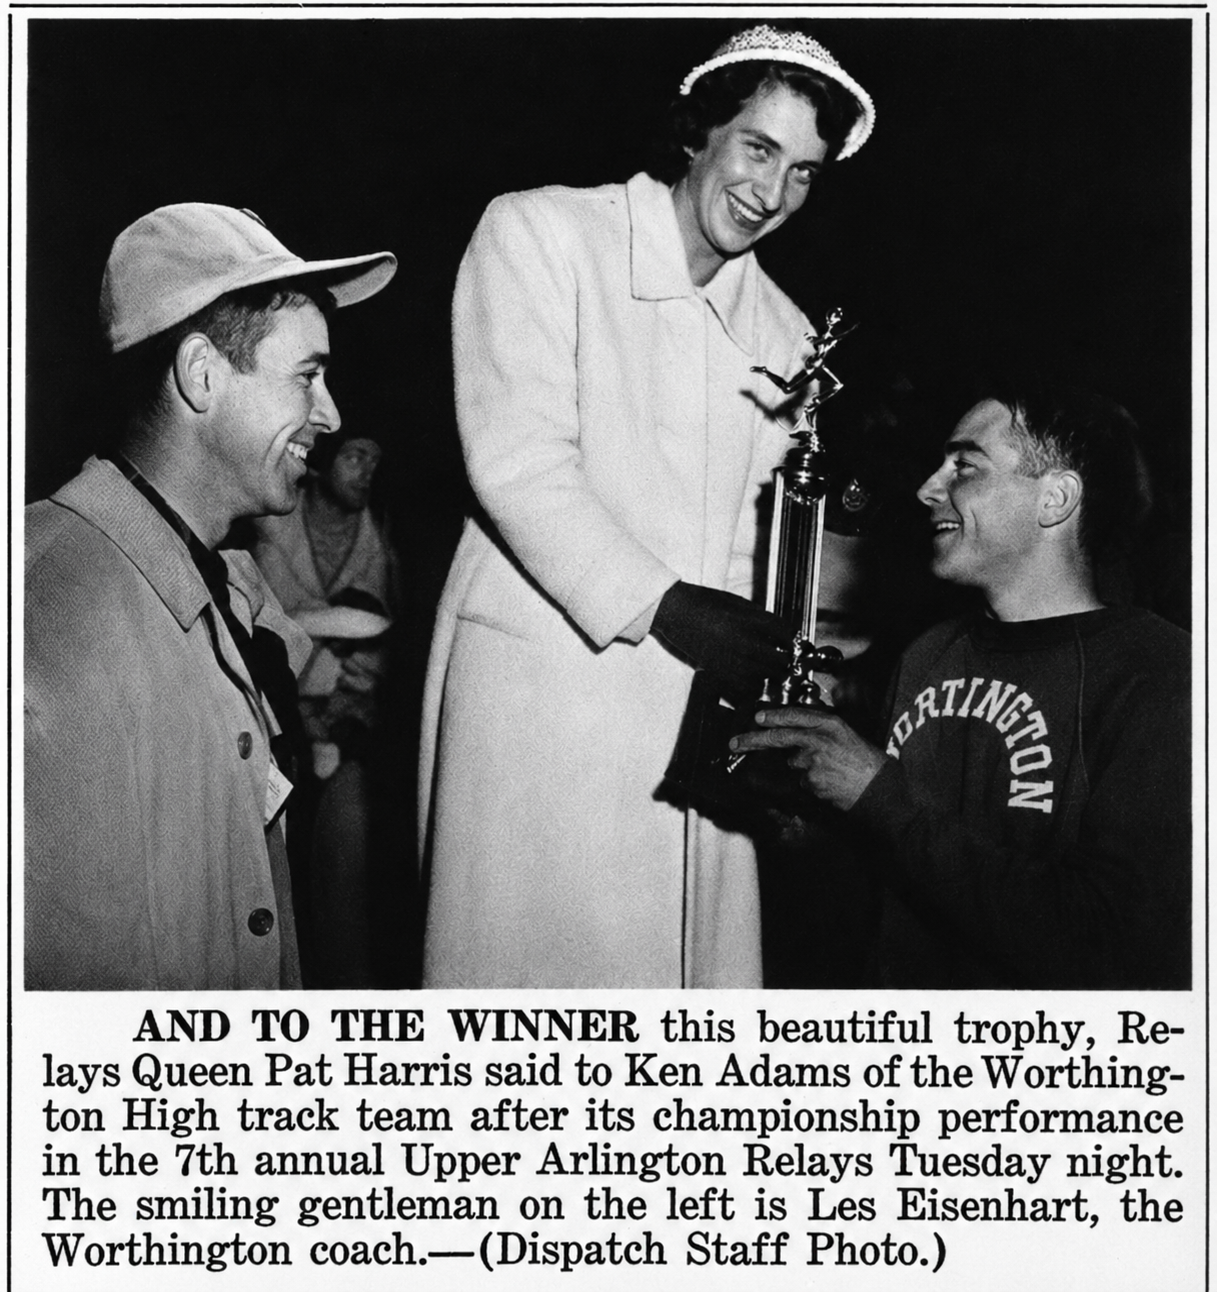 ORTINGTON
AND TO THE WINNER this beautiful trophy, Re-
lays Queen Pat Harris said to Ken Adams of the Worthing-
ton High track team after its championship performance
in the 7th annual Upper Arlington Relays Tuesday night.
The smiling gentleman on the left is Les Eisenhart, the
Worthington coach.—(Dispatch Staff Photo.)